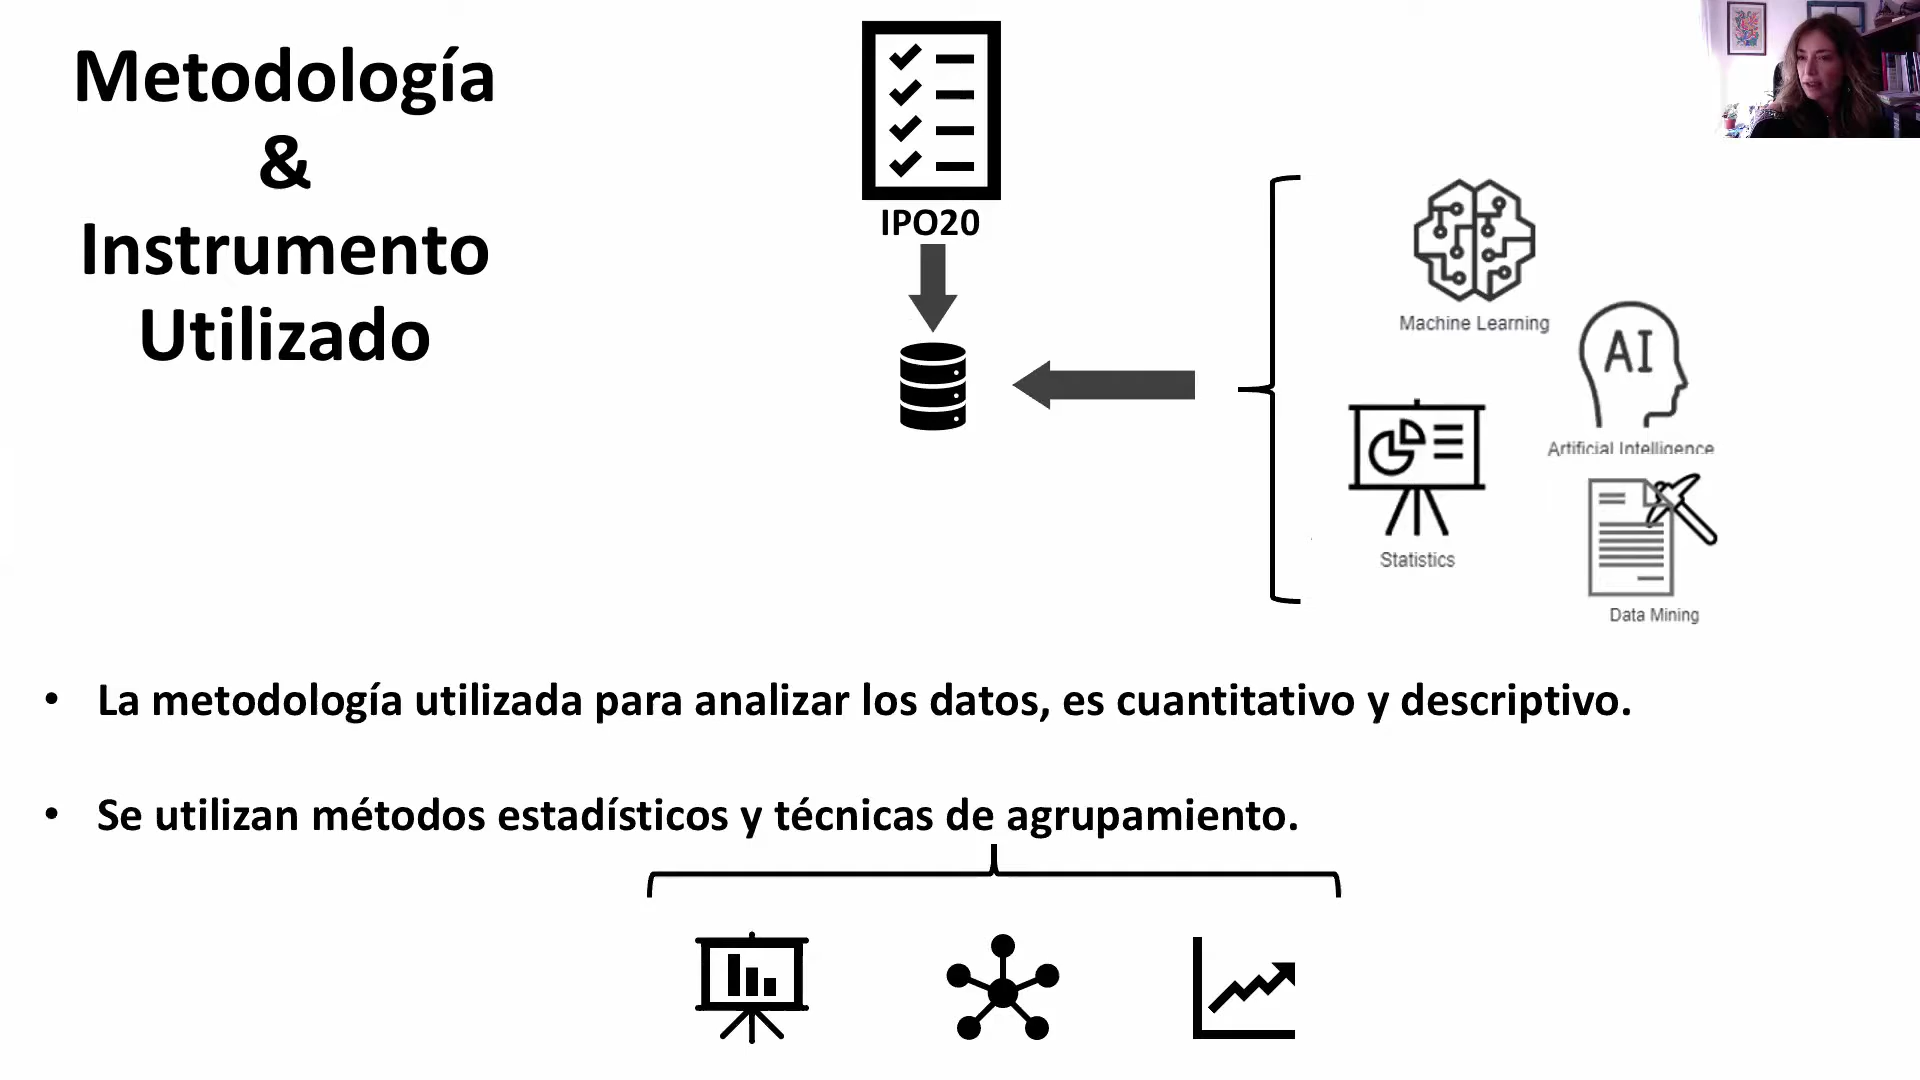 Metodología
&
Instrumento
Utilizado
IPO20
Machine Learning
AI
Artificial Intelligence
Statistics
Data Mining
• La metodología utilizada para analizar los datos, es cuantitativo y descriptivo.
• Se utilizan métodos estadísticos y técnicas de agrupamiento.